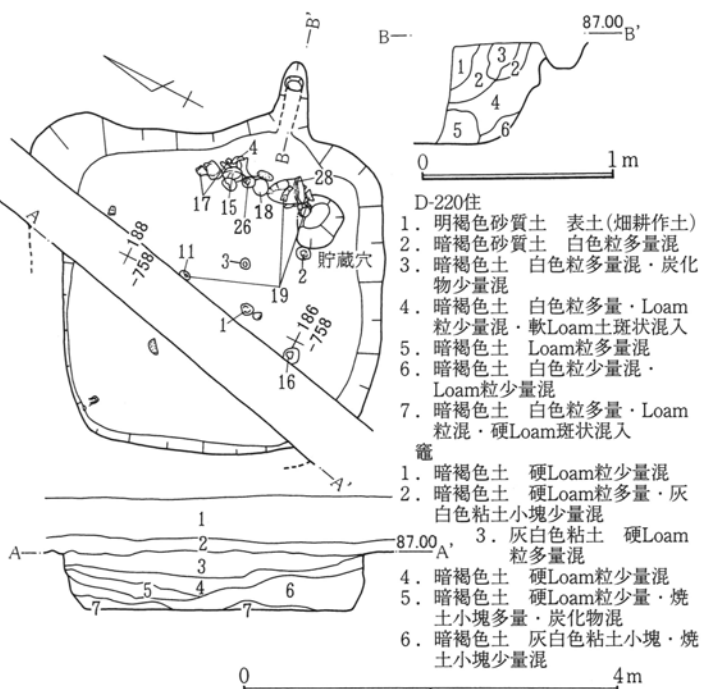 B'
B
4
28
17
15
18
26
貯蔵穴
A
188
-758
11
3
2
19
1
186
-758
16
A'
B
87.00
B'
1
2
3
2
4
5
6
0
1m
D-220住
1．明褐色砂質土　表土(畑耕作土)
2．暗褐色砂質土　白色粒多量混
3．暗褐色土　白色粒多量混・炭化
物少量混
4．暗褐色土　白色粒多量・Loam
粒少量混・軟Loam土斑状混入
5．暗褐色土　Loam粒多量混
6．暗褐色土　白色粒少量混・
Loam粒少量混
7．暗褐色土　白色粒多量・Loam
粒混・硬Loam斑状混入
竈
1．暗褐色土　硬Loam粒少量混
2．暗褐色土　硬Loam粒多量・灰
白色粘土小塊少量混
3．灰白色粘土　硬Loam
粒多量混
4．暗褐色土　硬Loam粒少量混
5．暗褐色土　硬Loam粒少量・焼
土小塊多量・炭化物混
6．暗褐色土　灰白色粘土小塊・焼
土小塊少量混
A
87.00
A'
1
2
3
4
5
6
7
7
0
4m